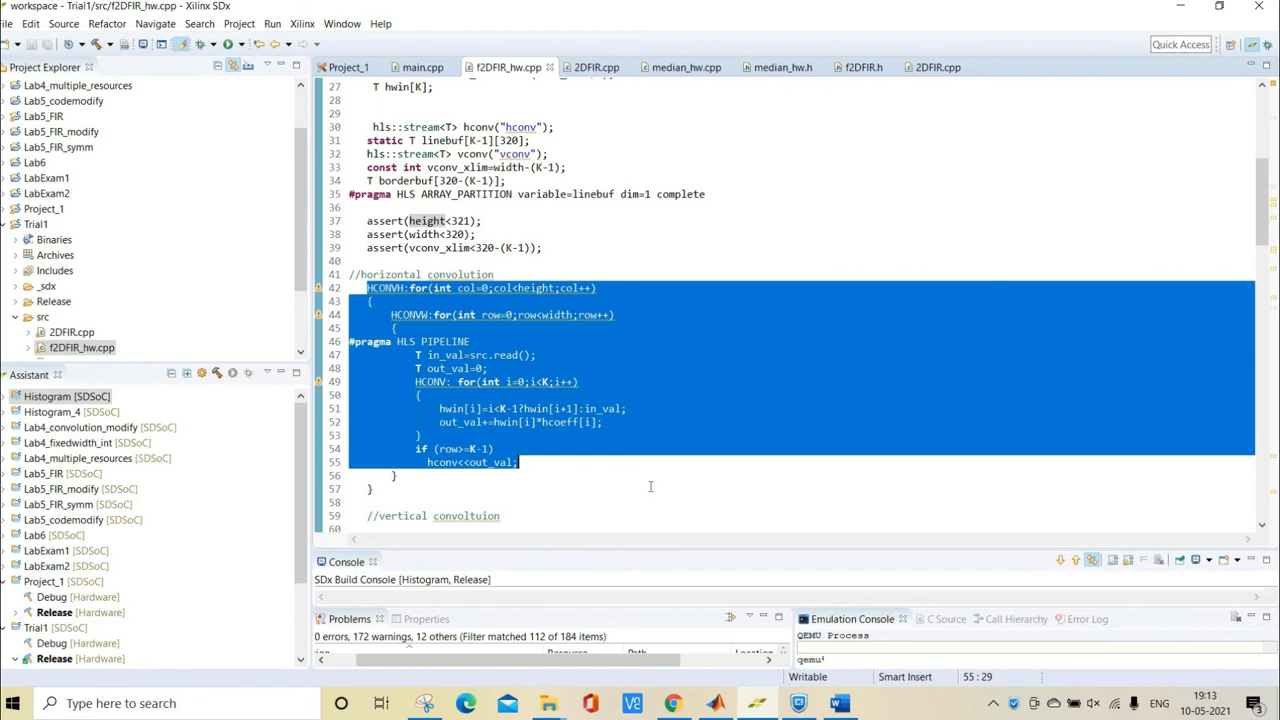 workspace - Trial1/src/f2DFIR_hw.cpp - Xilinx SDx
File Edit Source Refactor Navigate Search Project Run Xilinx Window Help
Quick Access
Project Explorer
Project_1 main.cpp f2DFIR_hw.cpp 2DFIR.cpp median_hw.cpp median_hw.h f2DFIR.h 2DFIR.cpp
Lab4_multiple_resources
Lab5_codemodify
Lab5_FIR
Lab5_FIR_modify
Lab5_FIR_symm
Lab6
LabExam1
LabExam2
Project_1
Trial1
Binaries
Archives
Includes
_sdx
Release
src
2DFIR.cpp
f2DFIR_hw.cpp
27 T hwin[K];
28
29
30 hls::stream<T> hconv("hconv");
31 static T linebuf[K-1][320];
32 hls::stream<T> vconv("vconv");
33 const int vconv_xlim=width-(K-1);
34 T borderbuf[320-(K-1)];
35 #pragma HLS ARRAY_PARTITION variable=linebuf dim=1 complete
36
37 assert(height<321);
38 assert(width<320);
39 assert(vconv_xlim<320-(K-1));
40
41 //horizontal convolution
42 HCONVH:for(int col=0;col<height;col++)
43 {
44 HCONVW:for(int row=0;row<width;row++)
45 {
46 #pragma HLS PIPELINE
47 T in_val=src.read();
48 T out_val=0;
49 HCONV: for(int i=0;i<K;i++)
50 {
51 hwin[i]=i<K-1?hwin[i+1]:in_val;
52 out_val+=hwin[i]*hcoeff[i];
53 }
54 if (row>=K-1)
55 hconv<<out_val;
56 }
57 }
58
59 //vertical convoltuion
60
Assistant
Histogram [SDSoC]
Histogram_4 [SDSoC]
Lab4_convolution_modify [SDSoC]
Lab4_fixedwidth_int [SDSoC]
Lab4_multiple_resources [SDSoC]
Lab5_FIR [SDSoC]
Lab5_FIR_modify [SDSoC]
Lab5_FIR_symm [SDSoC]
Lab5_codemodify [SDSoC]
Lab6 [SDSoC]
LabExam1 [SDSoC]
LabExam2 [SDSoC]
Project_1 [SDSoC]
Debug [Hardware]
Release [Hardware]
Trial1 [SDSoC]
Debug [Hardware]
Release [Hardware]
Console
SDx Build Console [Histogram, Release]
Problems Properties
0 errors, 172 warnings, 12 others (Filter matched 112 of 184 items)
Resource Path Location
Emulation Console C Source Call Hierarchy Error Log
QEMU Process
Writable Smart Insert 55 : 29
Type here to search
ENG
19:13
10-05-2021
3